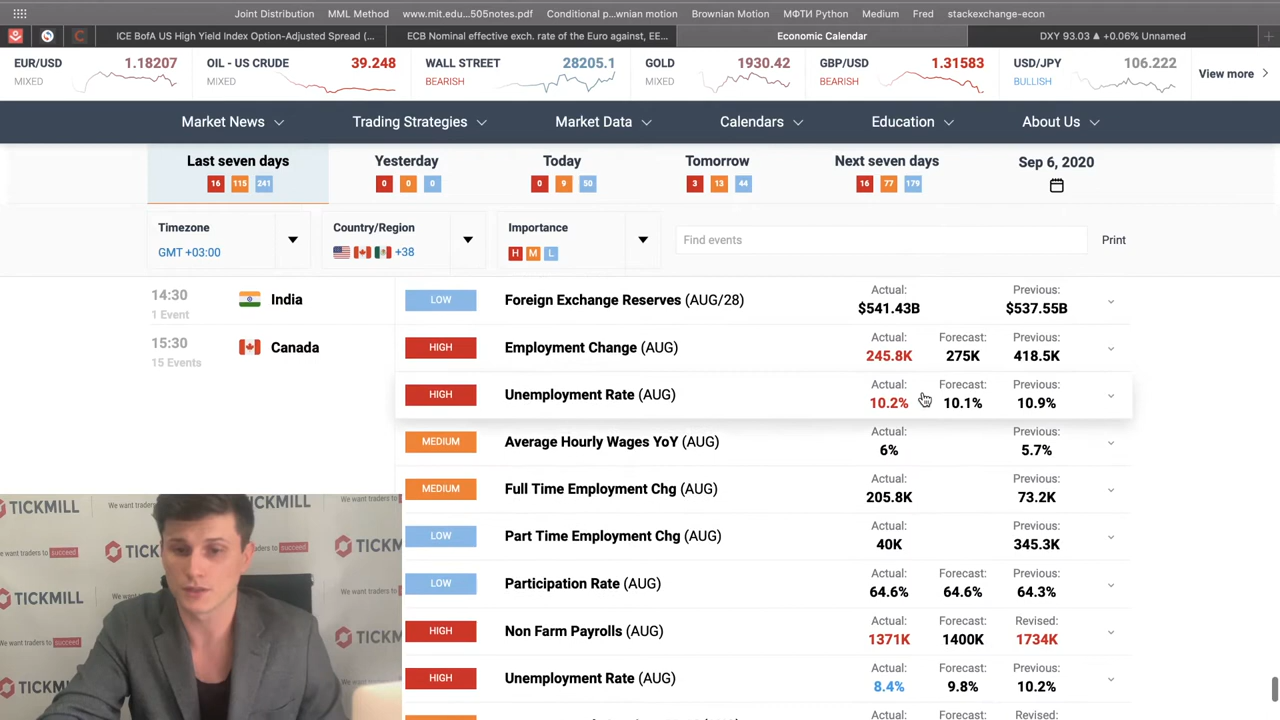 Joint Distribution MML Method www.mit.edu...505notes.pdf Conditional p...wnian motion Brownian Motion МФТИ Python Medium Fred stackexchange-econ
ICE BofA US High Yield Index Option-Adjusted Spread (... ECB Nominal effective exch. rate of the Euro against, EE... Economic Calendar DXY 93.03 ▲ +0.06% Unnamed
EUR/USD 1.18207 OIL - US CRUDE 39.248 WALL STREET 28205.1 GOLD 1930.42 GBP/USD 1.31583 USD/JPY 106.222 View more
MIXED MIXED BEARISH MIXED BEARISH BULLISH
Market News Trading Strategies Market Data Calendars Education About Us
Last seven days Yesterday Today Tomorrow Next seven days Sep 6, 2020
16 115 241 0 0 0 0 9 50 3 13 44 16 77 179
Timezone Country/Region Importance
GMT +03:00 +38 H M L Find events Print
14:30 India LOW Foreign Exchange Reserves (AUG/28) Actual: Previous:
1 Event $541.43B $537.55B
15:30 Canada HIGH Employment Change (AUG) Actual: Forecast: Previous:
15 Events 245.8K 275K 418.5K
HIGH Unemployment Rate (AUG) Actual: Forecast: Previous:
10.2% 10.1% 10.9%
MEDIUM Average Hourly Wages YoY (AUG) Actual: Previous:
6% 5.7%
MEDIUM Full Time Employment Chg (AUG) Actual: Previous:
205.8K 73.2K
LOW Part Time Employment Chg (AUG) Actual: Previous:
40K 345.3K
LOW Participation Rate (AUG) Actual: Forecast: Previous:
64.6% 64.6% 64.3%
HIGH Non Farm Payrolls (AUG) Actual: Forecast: Revised:
1371K 1400K 1734K
HIGH Unemployment Rate (AUG) Actual: Forecast: Previous:
8.4% 9.8% 10.2%
Actual: Forecast: Revised:
TICKMILL
We want traders to succeed
TICKMILL
TICKMILL